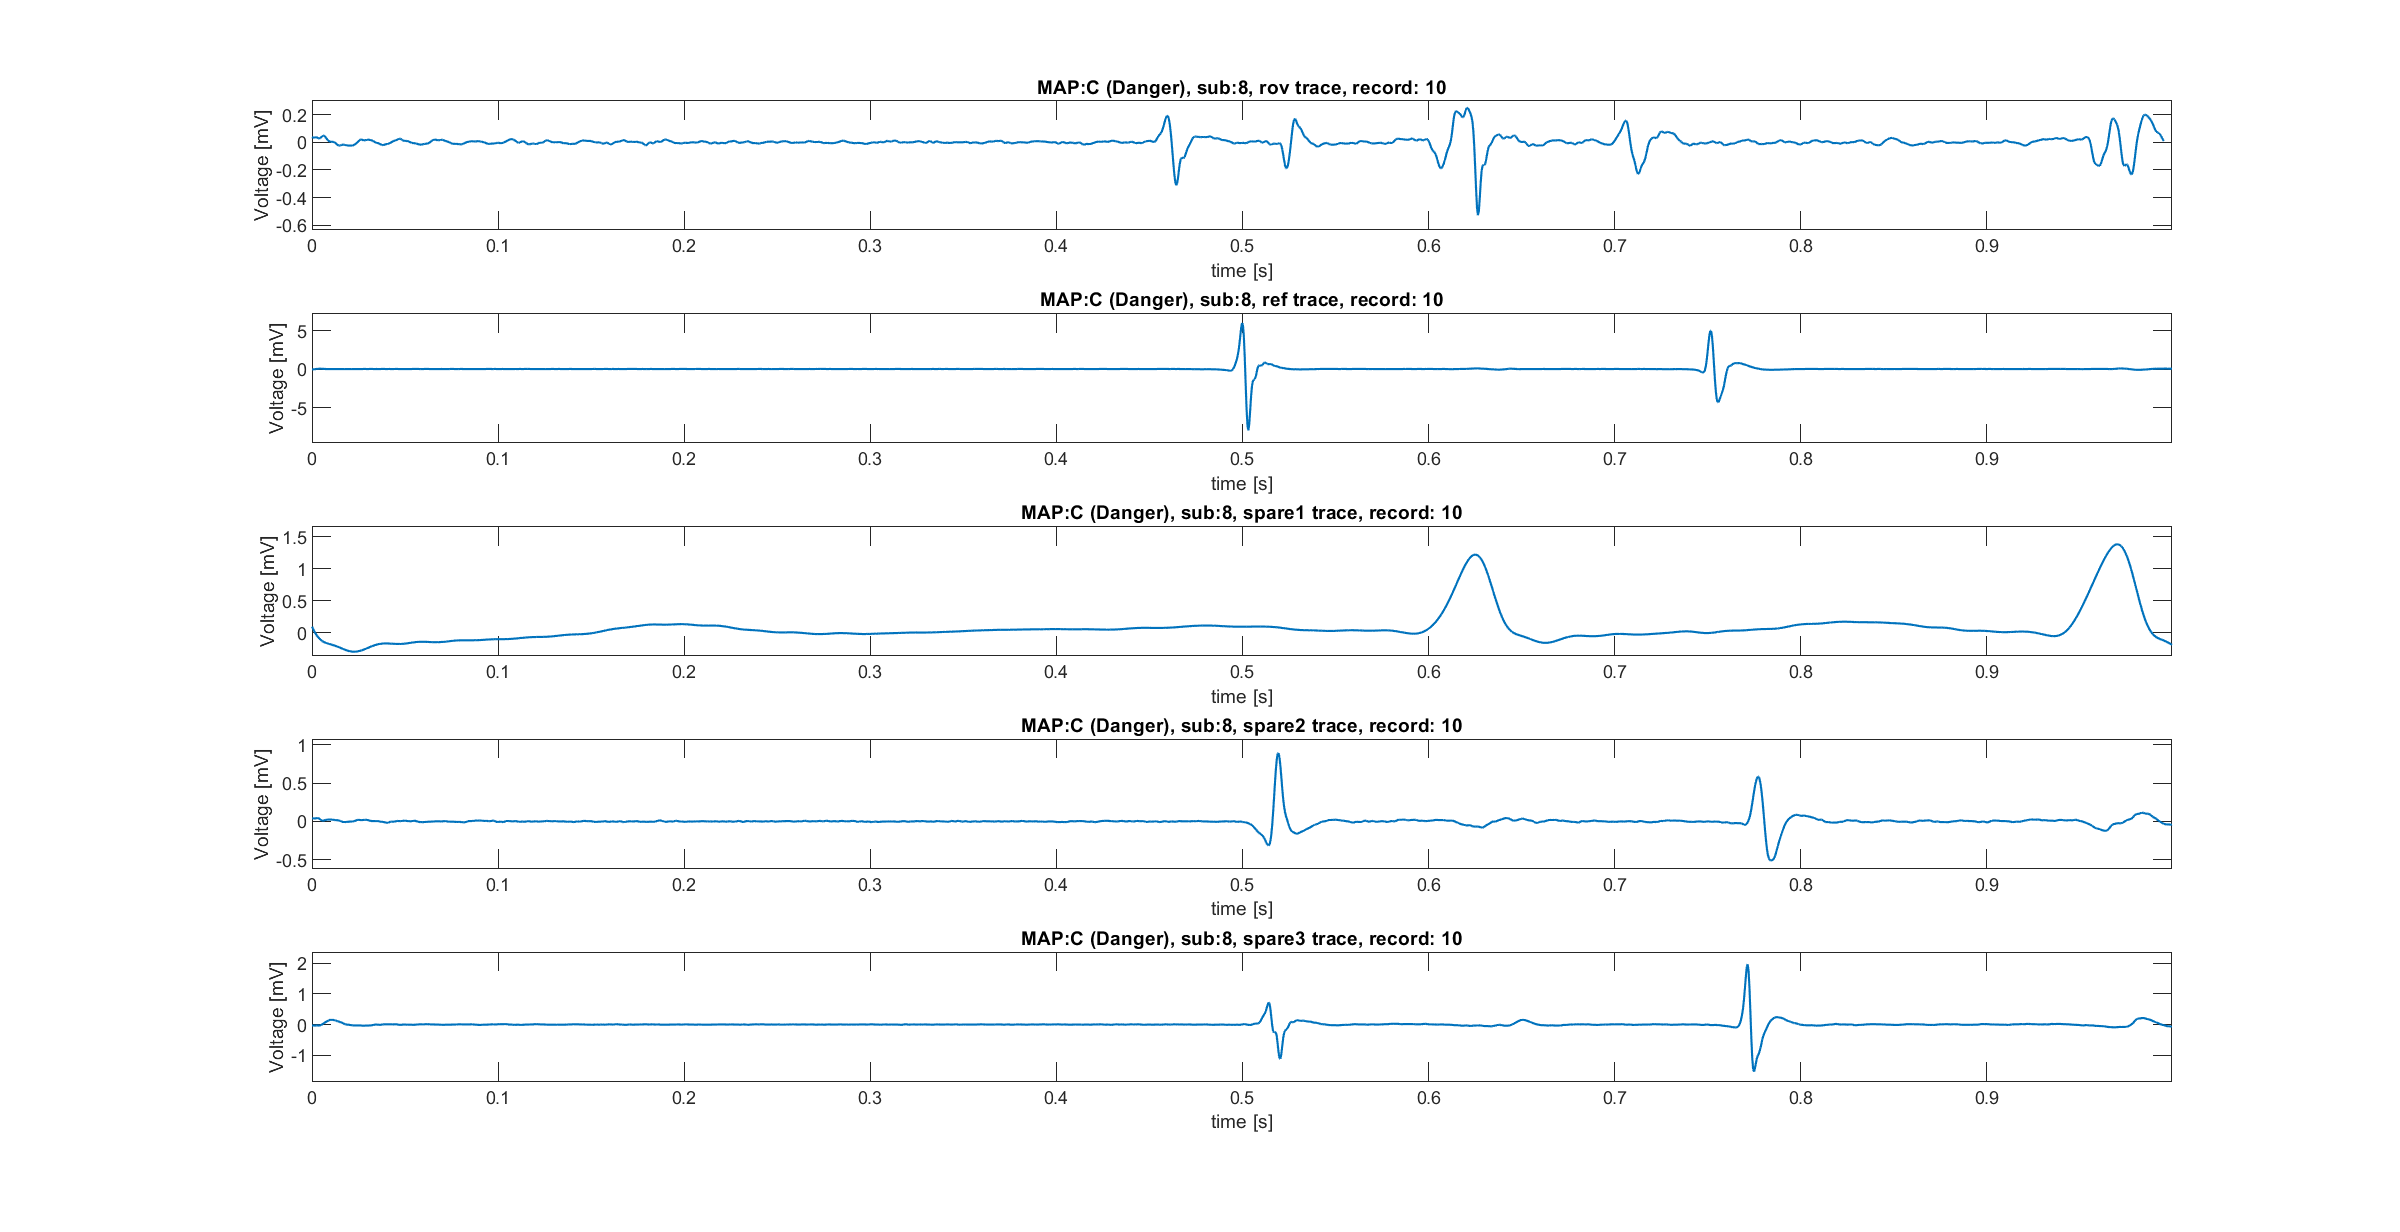 MAP:C (Danger), sub:8, rov trace, record: 10
Voltage [mV]
0.2
0
-0.2
-0.4
-0.6
0 0.1 0.2 0.3 0.4 0.5 0.6 0.7 0.8 0.9
time [s]
MAP:C (Danger), sub:8, ref trace, record: 10
Voltage [mV]
5
0
-5
0 0.1 0.2 0.3 0.4 0.5 0.6 0.7 0.8 0.9
time [s]
MAP:C (Danger), sub:8, spare1 trace, record: 10
Voltage [mV]
1.5
1
0.5
0
0 0.1 0.2 0.3 0.4 0.5 0.6 0.7 0.8 0.9
time [s]
MAP:C (Danger), sub:8, spare2 trace, record: 10
Voltage [mV]
1
0.5
0
-0.5
0 0.1 0.2 0.3 0.4 0.5 0.6 0.7 0.8 0.9
time [s]
MAP:C (Danger), sub:8, spare3 trace, record: 10
Voltage [mV]
2
1
0
-1
0 0.1 0.2 0.3 0.4 0.5 0.6 0.7 0.8 0.9
time [s]